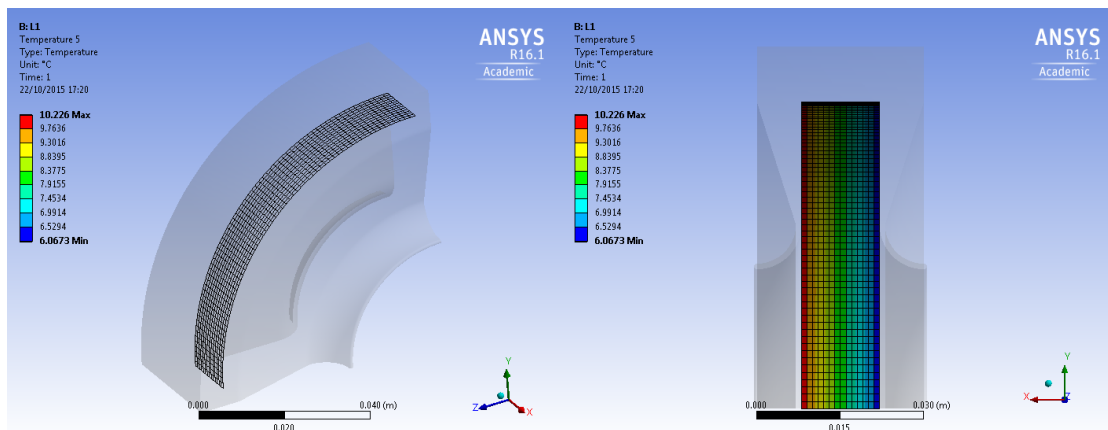 B: L1
Temperature 5
Type: Temperature
Unit: °C
Time: 1
22/10/2015 17:20
10.226 Max
9.7636
9.3016
8.8395
8.3775
7.9155
7.4534
6.9914
6.5294
6.0673 Min
ANSYS
R16.1
Academic
0.000
0.040 (m)
0.020
Y
Z
X
B: L1
Temperature 5
Type: Temperature
Unit: °C
Time: 1
22/10/2015 17:20
10.226 Max
9.7636
9.3016
8.8395
8.3775
7.9155
7.4534
6.9914
6.5294
6.0673 Min
ANSYS
R16.1
Academic
0.000
0.030 (m)
0.015
Y
X
Z